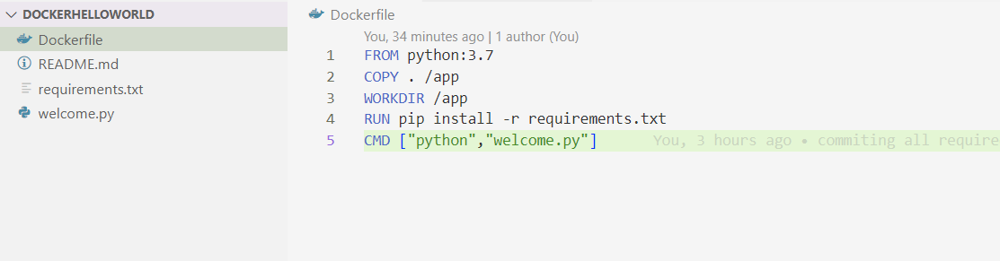 DOCKERHELLOWORLD
Dockerfile
README.md
requirements.txt
welcome.py
Dockerfile
You, 34 minutes ago | 1 author (You)
1 FROM python:3.7
2 COPY . /app
3 WORKDIR /app
4 RUN pip install -r requirements.txt
5 CMD ["python","welcome.py"] You, 3 hours ago • commiting all require